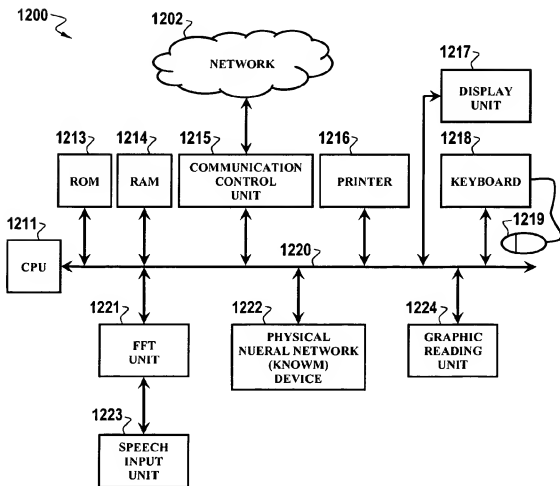 1200
1202
NETWORK
1217
DISPLAY
UNIT
1213
ROM
1214
RAM
1215
COMMUNICATION
CONTROL
UNIT
1216
PRINTER
1218
KEYBOARD
1219
1211
CPU
1220
1221
FFT
UNIT
1222
PHYSICAL
NUERAL NETWORK
(KNOWM)
DEVICE
1224
GRAPHIC
READING
UNIT
1223
SPEECH
INPUT
UNIT